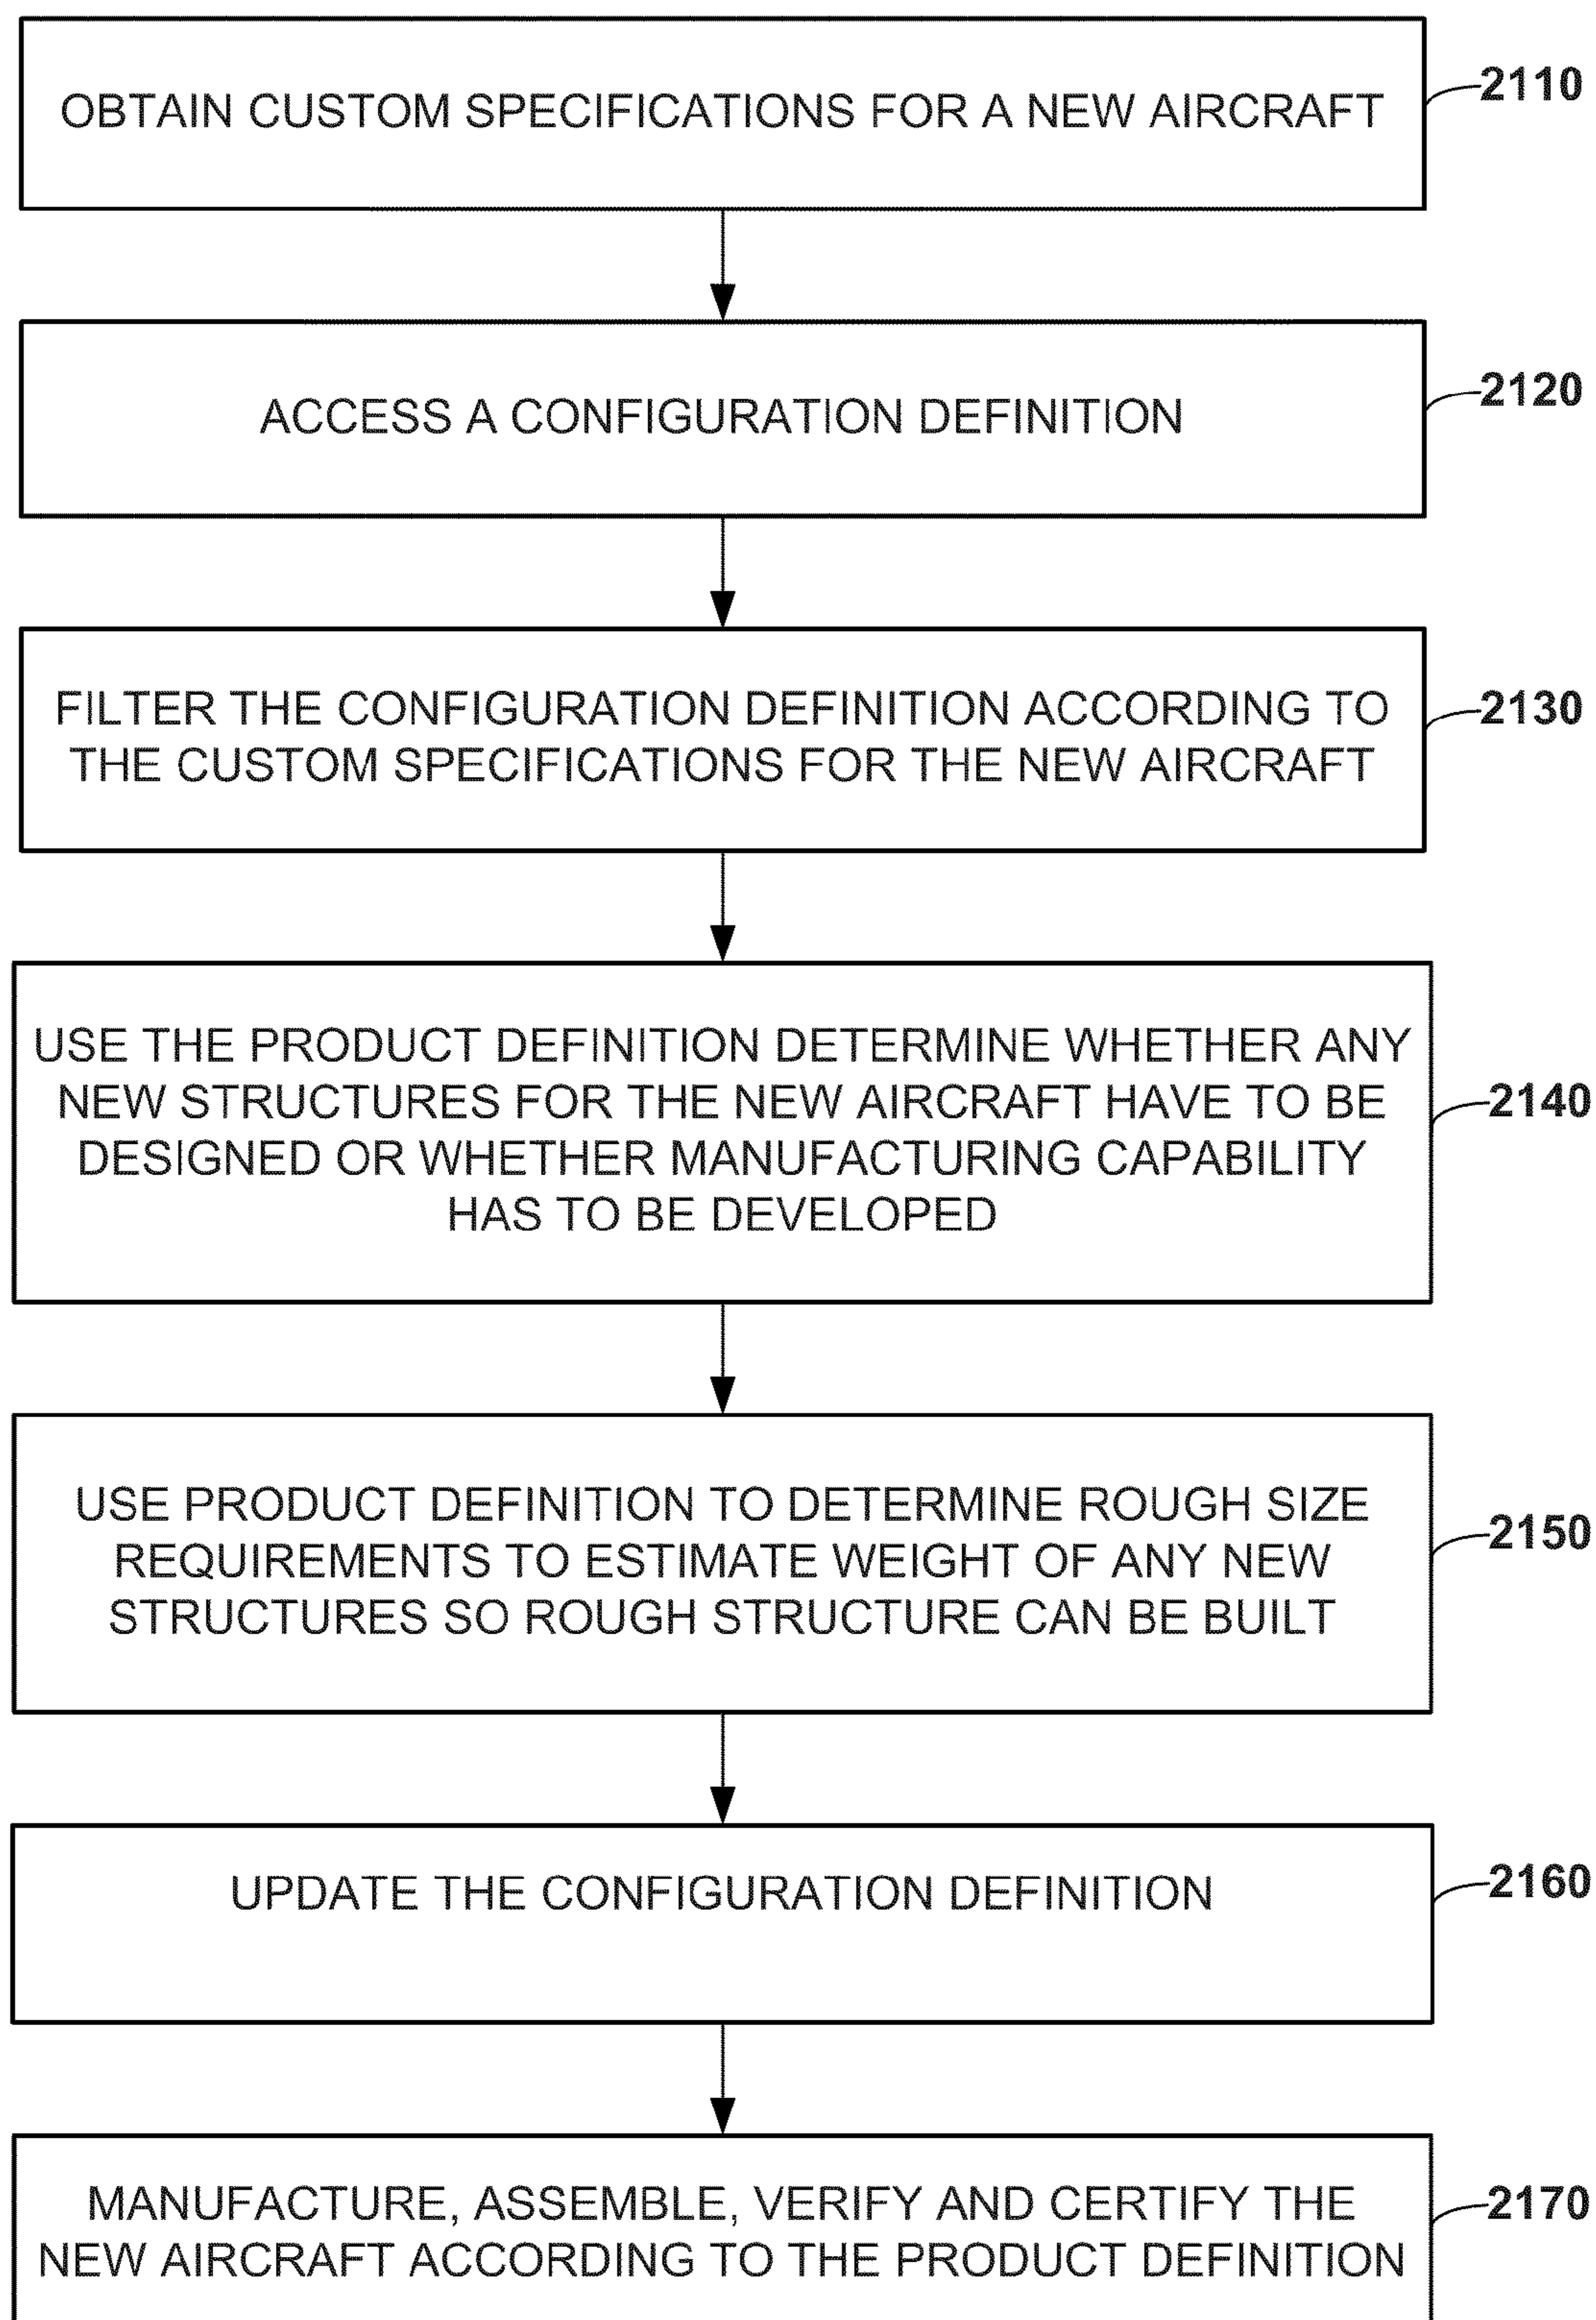 OBTAIN CUSTOM SPECIFICATIONS FOR A NEW AIRCRAFT
2110
ACCESS A CONFIGURATION DEFINITION
2120
FILTER THE CONFIGURATION DEFINITION ACCORDING TO
THE CUSTOM SPECIFICATIONS FOR THE NEW AIRCRAFT
2130
USE THE PRODUCT DEFINITION DETERMINE WHETHER ANY
NEW STRUCTURES FOR THE NEW AIRCRAFT HAVE TO BE
DESIGNED OR WHETHER MANUFACTURING CAPABILITY
HAS TO BE DEVELOPED
2140
USE PRODUCT DEFINITION TO DETERMINE ROUGH SIZE
REQUIREMENTS TO ESTIMATE WEIGHT OF ANY NEW
STRUCTURES SO ROUGH STRUCTURE CAN BE BUILT
2150
UPDATE THE CONFIGURATION DEFINITION
2160
MANUFACTURE, ASSEMBLE, VERIFY AND CERTIFY THE
NEW AIRCRAFT ACCORDING TO THE PRODUCT DEFINITION
2170